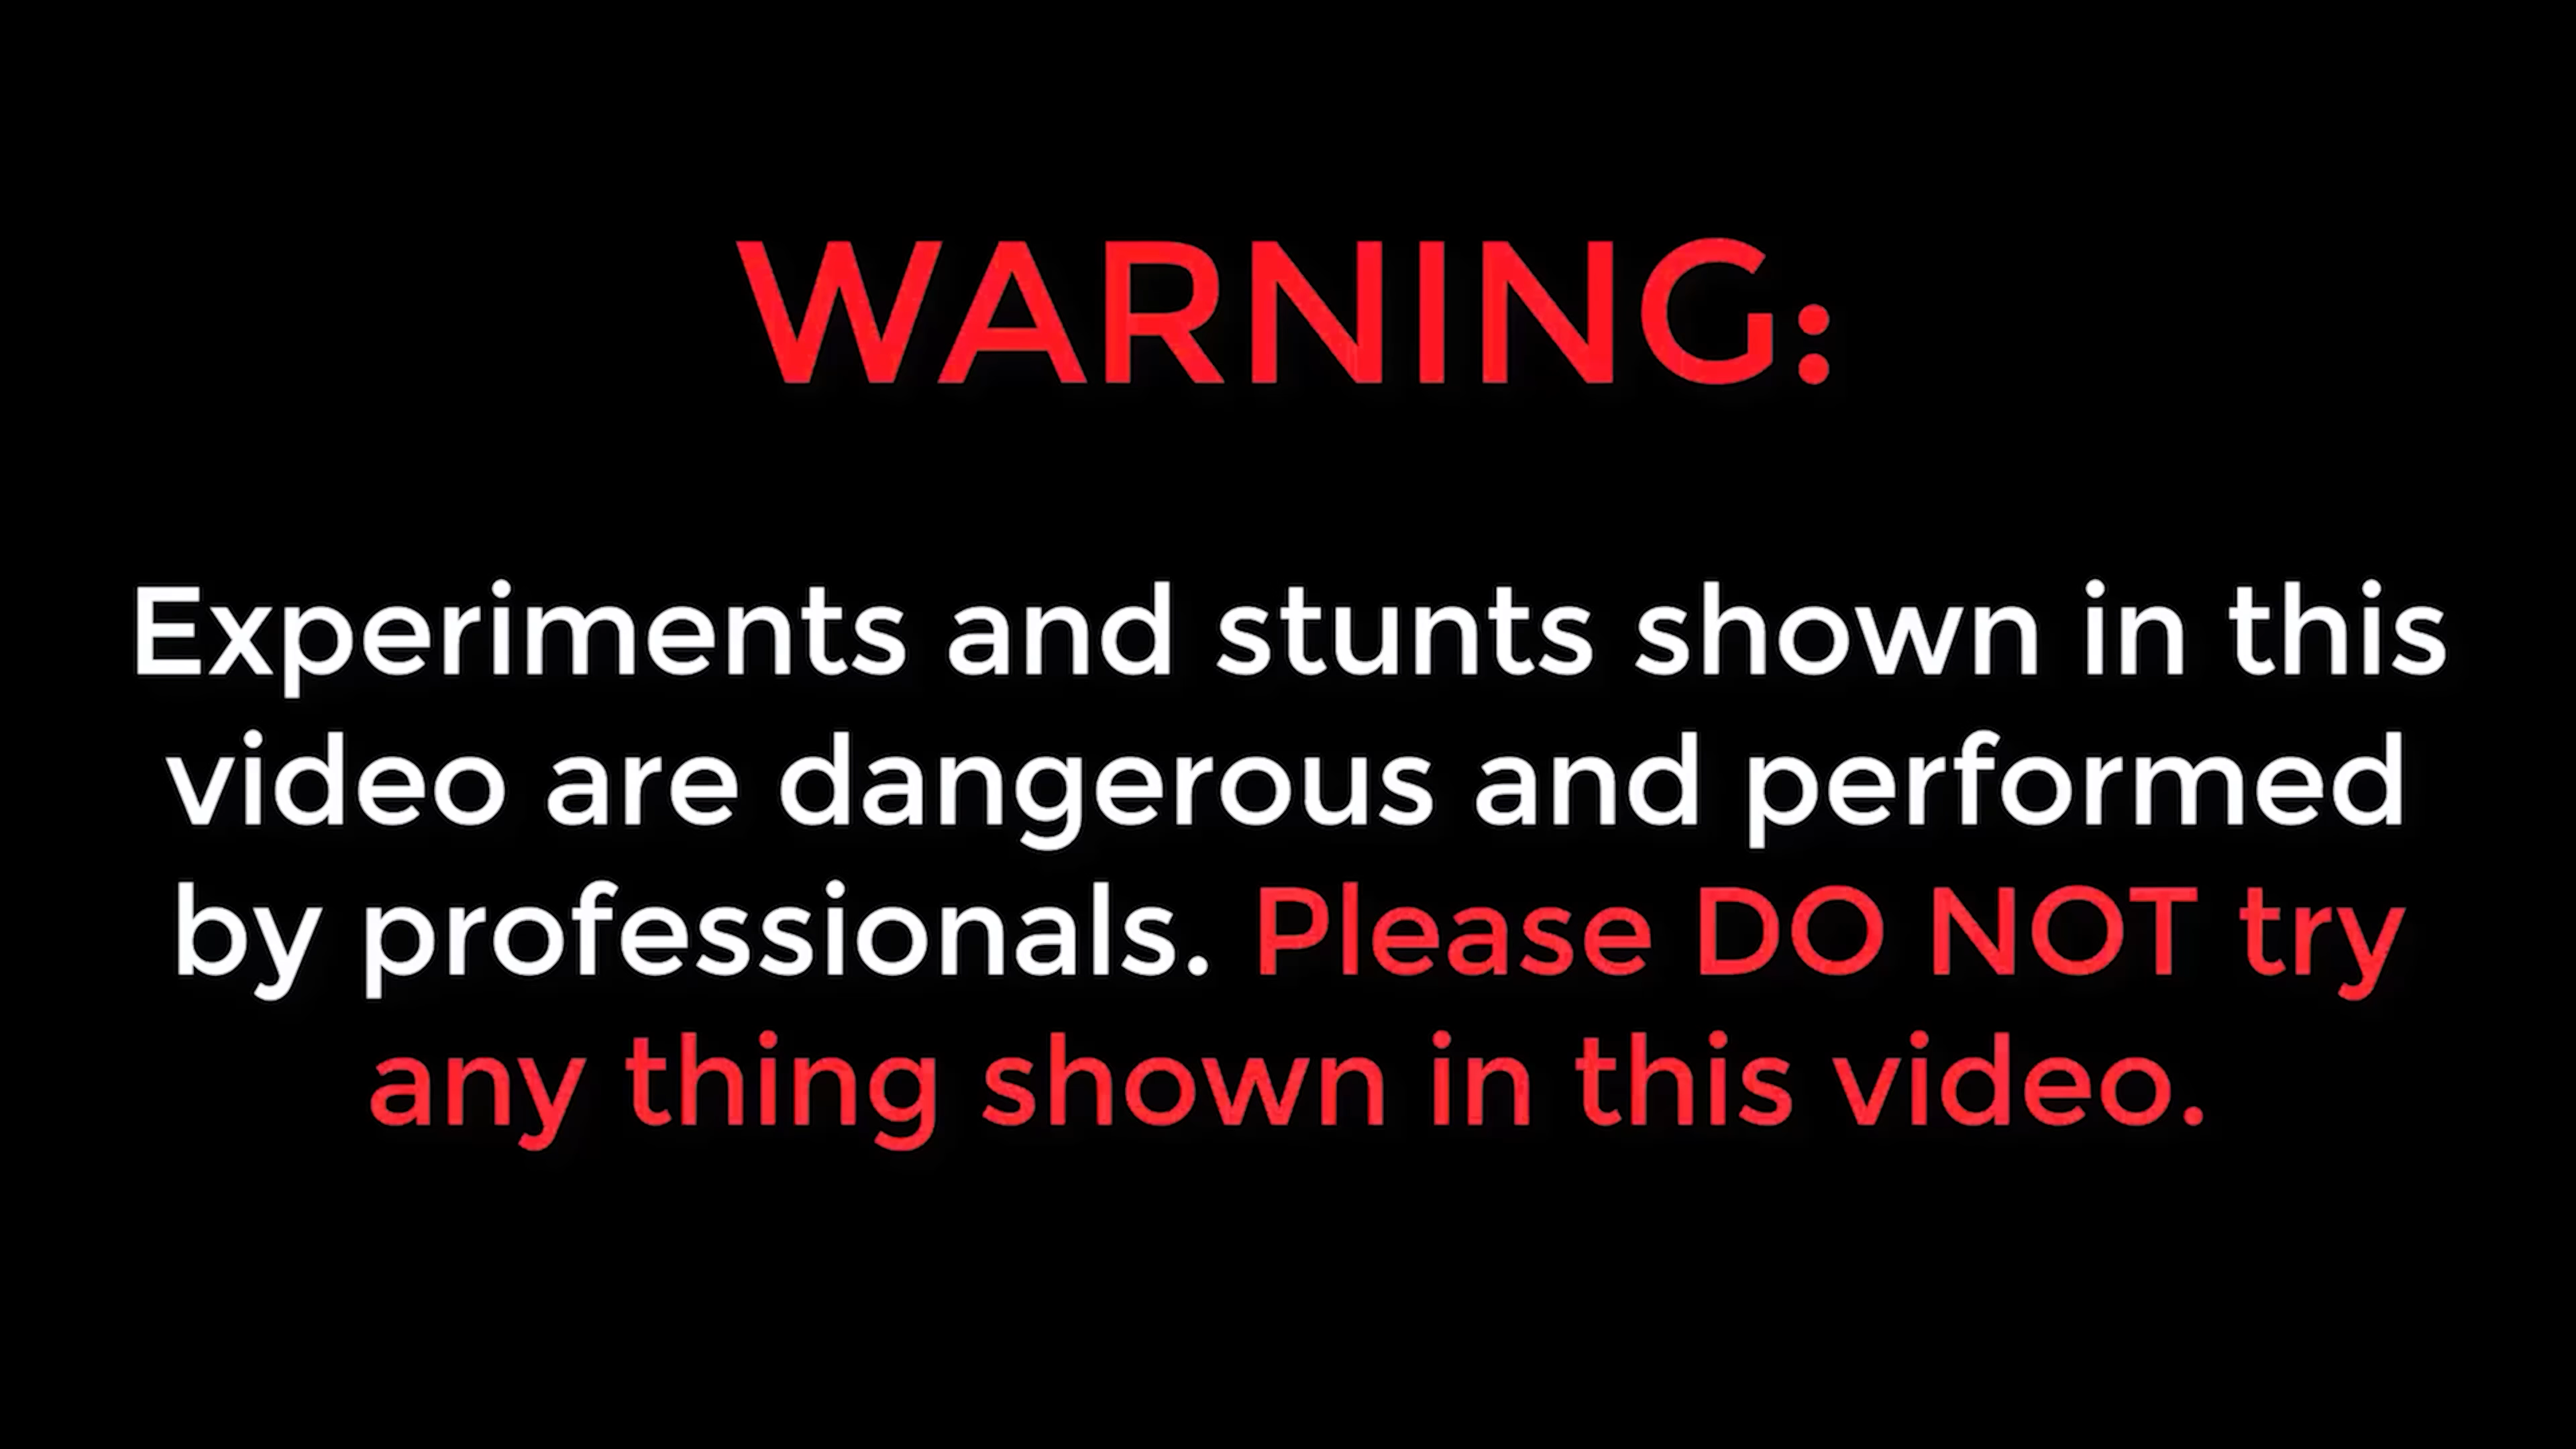 WARNING:
Experiments and stunts shown in this
video are dangerous and performed
by professionals. Please DO NOT try
any thing shown in this video.